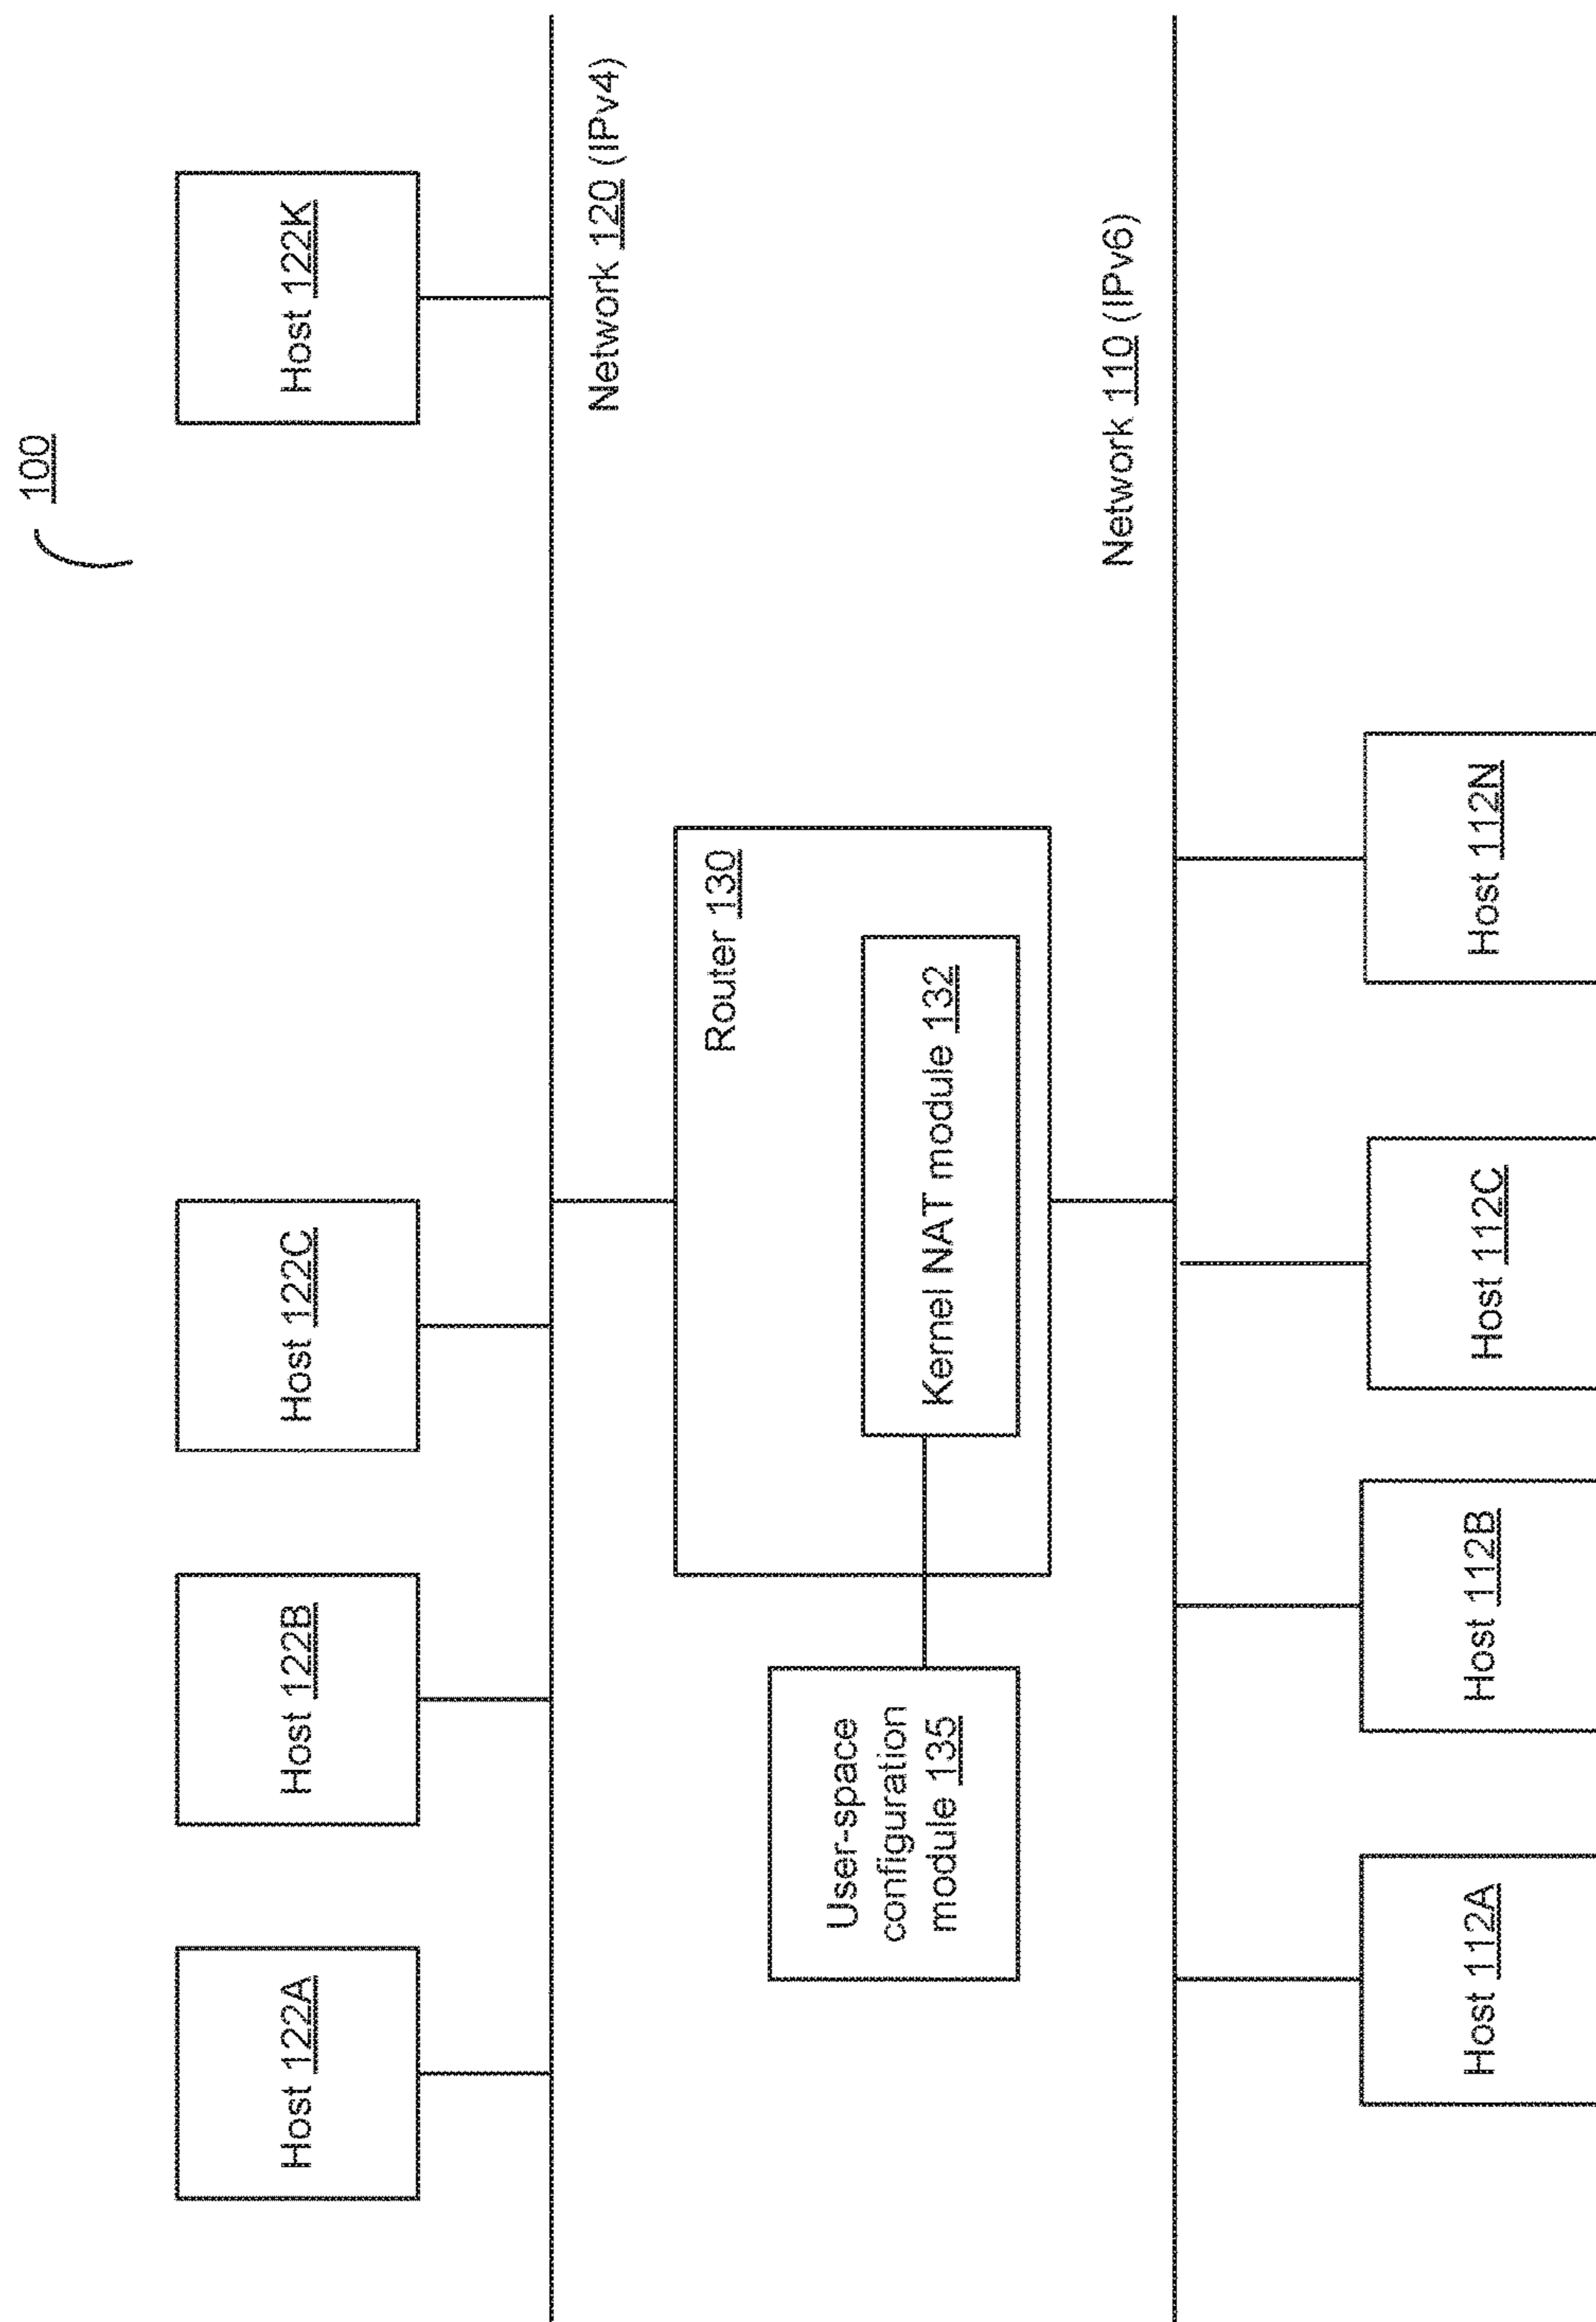 100
Host 122A
Host 122B
Host 122C
Host 122K
Network 120 (IPv4)
Router 130
User-space
configuration
module 135
Kernel NAT module 132
Network 110 (IPv6)
Host 112A
Host 112B
Host 112C
Host 112N